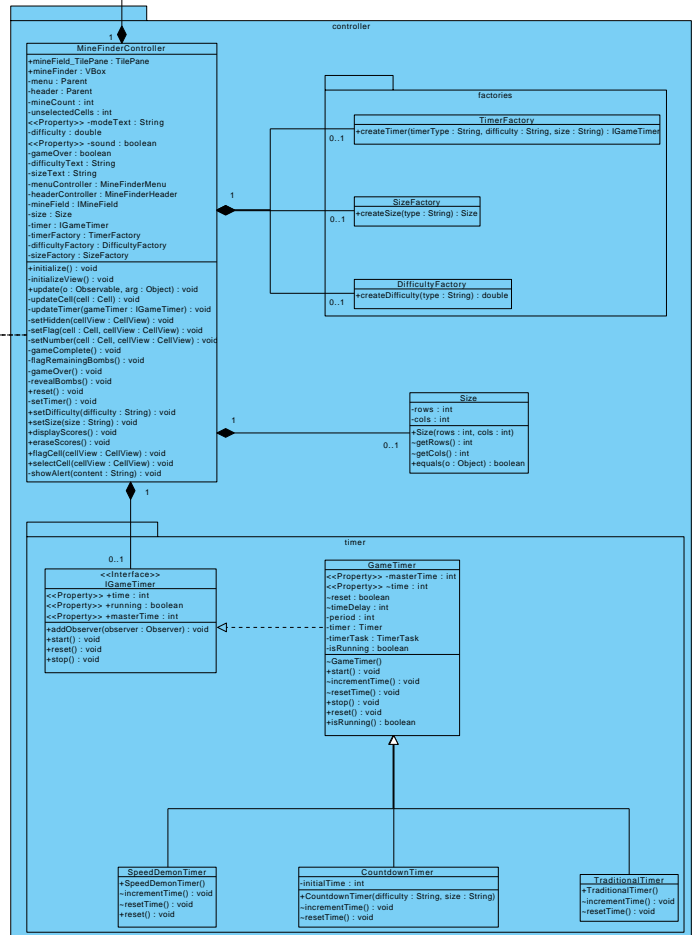 controller
1
MineFinderController
+mineField_TilePane : TilePane
+mineFinder : VBox
-menu : Parent
-header : Parent
-mineCount : int
-unselectedCells : int
<<Property>> -modeText : String
-difficulty : double
<<Property>> -sound : boolean
-gameOver : boolean
-difficultyText : String
-sizeText : String
-menuController : MineFinderMenu
-headerController : MineFinderHeader
-mineField : IMineField
-size : Size
-timer : IGameTimer
-timerFactory : TimerFactory
-difficultyFactory : DifficultyFactory
-sizeFactory : SizeFactory
+initialize() : void
-initializeView() : void
+update(o : Observable, arg : Object) : void
-updateCell(cell : Cell) : void
-updateTimer(gameTimer : IGameTimer) : void
-setHidden(cellView : CellView) : void
-setFlag(cell : Cell, cellView : CellView) : void
-setNumber(cell : Cell, cellView : CellView) : void
-gameComplete() : void
-flagRemainingBombs() : void
-gameOver() : void
-revealBombs() : void
+reset() : void
-setTimer() : void
+setDifficulty(difficulty : String) : void
+setSize(size : String) : void
+displayScores() : void
+eraseScores() : void
+flagCell(cellView : CellView) : void
+selectCell(cellView : CellView) : void
-showAlert(content : String) : void
factories
TimerFactory
+createTimer(timerType : String, difficulty : String, size : String) : IGameTimer
0..1
1
SizeFactory
+createSize(type : String) : Size
0..1
DifficultyFactory
+createDifficulty(type : String) : double
0..1
Size
-rows : int
-cols : int
+Size(rows : int, cols : int)
~getRows() : int
~getCols() : int
+equals(o : Object) : boolean
1
0..1
1
timer
0..1
<<Interface>>
IGameTimer
<<Property>> +time : int
<<Property>> +running : boolean
<<Property>> +masterTime : int
+addObserver(observer : Observer) : void
+start() : void
+reset() : void
+stop() : void
GameTimer
<<Property>> -masterTime : int
<<Property>> ~time : int
~reset : boolean
~timeDelay : int
-period : int
-timer : Timer
-timerTask : TimerTask
-isRunning : boolean
~GameTimer()
+start() : void
~incrementTime() : void
~resetTime() : void
+stop() : void
+reset() : void
+isRunning() : boolean
SpeedDemonTimer
+SpeedDemonTimer()
~incrementTime() : void
~resetTime() : void
+reset() : void
CountdownTimer
-initialTime : int
+CountdownTimer(difficulty : String, size : String)
~incrementTime() : void
~resetTime() : void
TraditionalTimer
+TraditionalTimer()
~incrementTime() : void
~resetTime() : void